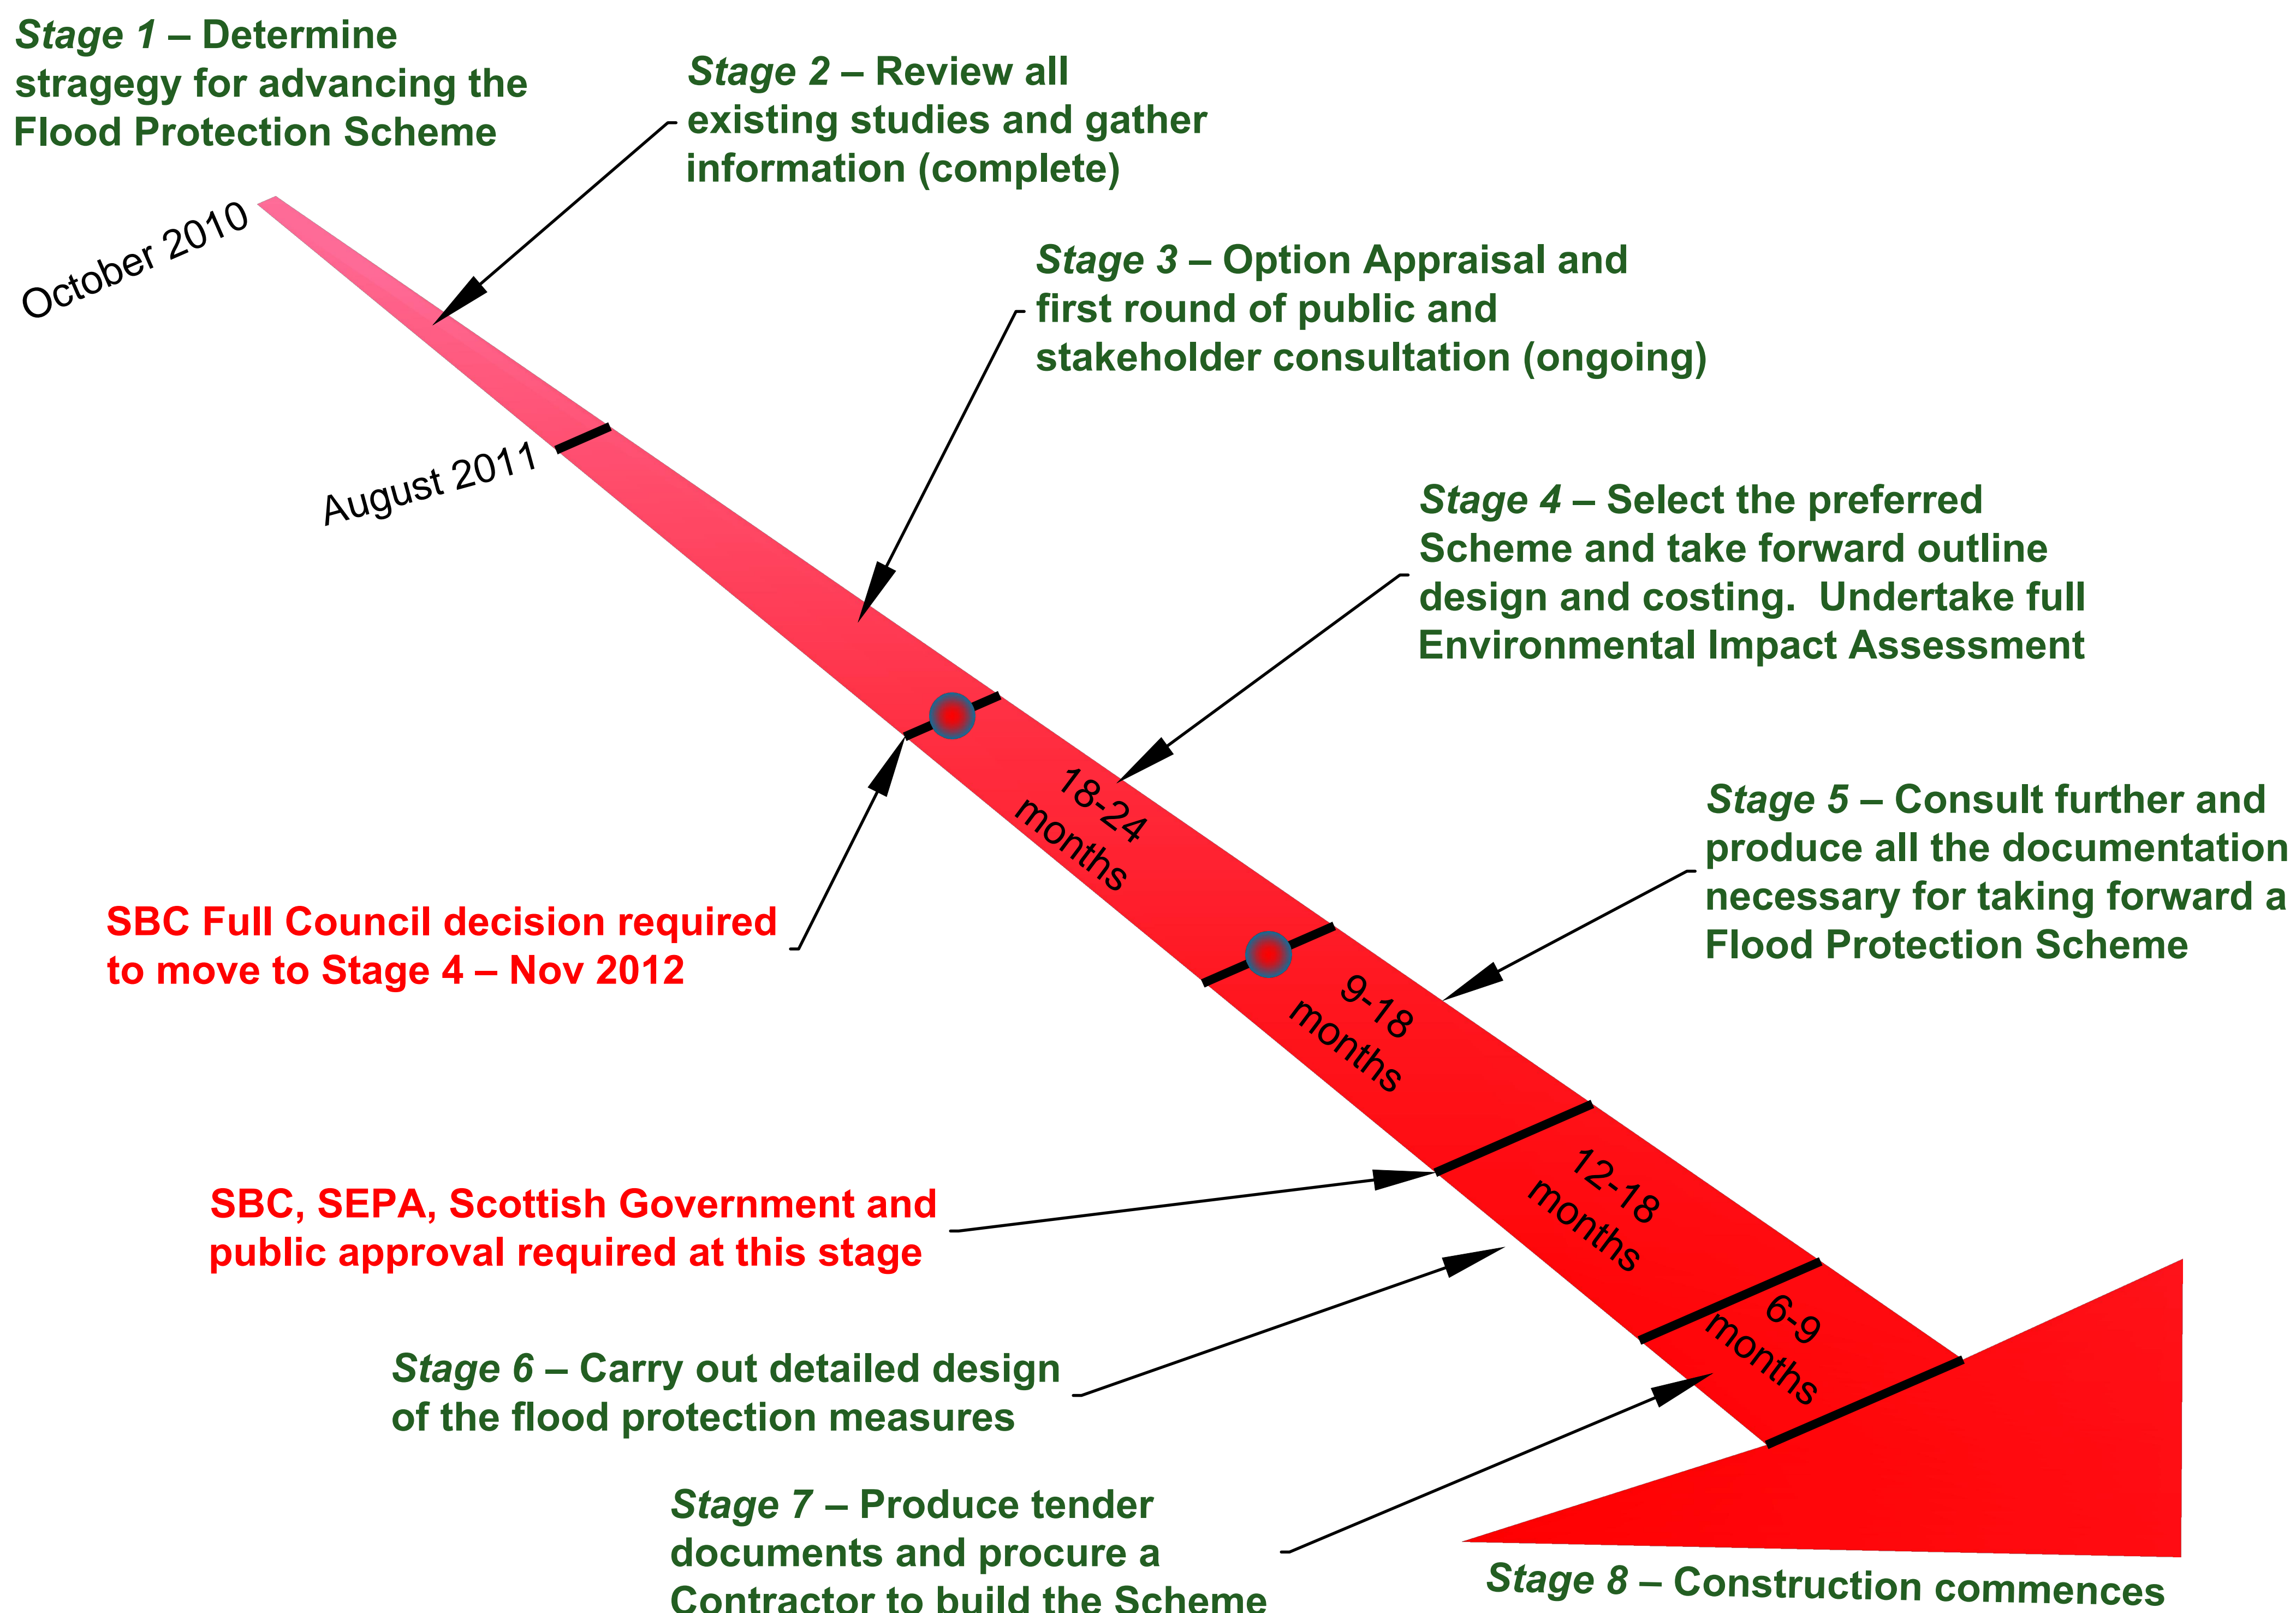 Stage 1 – Determine
stragegy for advancing the
Flood Protection Scheme
Stage 2 – Review all
existing studies and gather
information (complete)
October 2010
Stage 3 – Option Appraisal and
first round of public and
stakeholder consultation (ongoing)
August 2011
Stage 4 – Select the preferred
Scheme and take forward outline
design and costing.  Undertake full
Environmental Impact Assessment
18-24
months
Stage 5 – Consult further and
produce all the documentation
necessary for taking forward a
Flood Protection Scheme
SBC Full Council decision required
to move to Stage 4 – Nov 2012
9-18
months
SBC, SEPA, Scottish Government and
public approval required at this stage
12-18
months
Stage 6 – Carry out detailed design
of the flood protection measures
6-9
months
Stage 7 – Produce tender
documents and procure a
Contractor to build the Scheme
Stage 8 – Construction commences